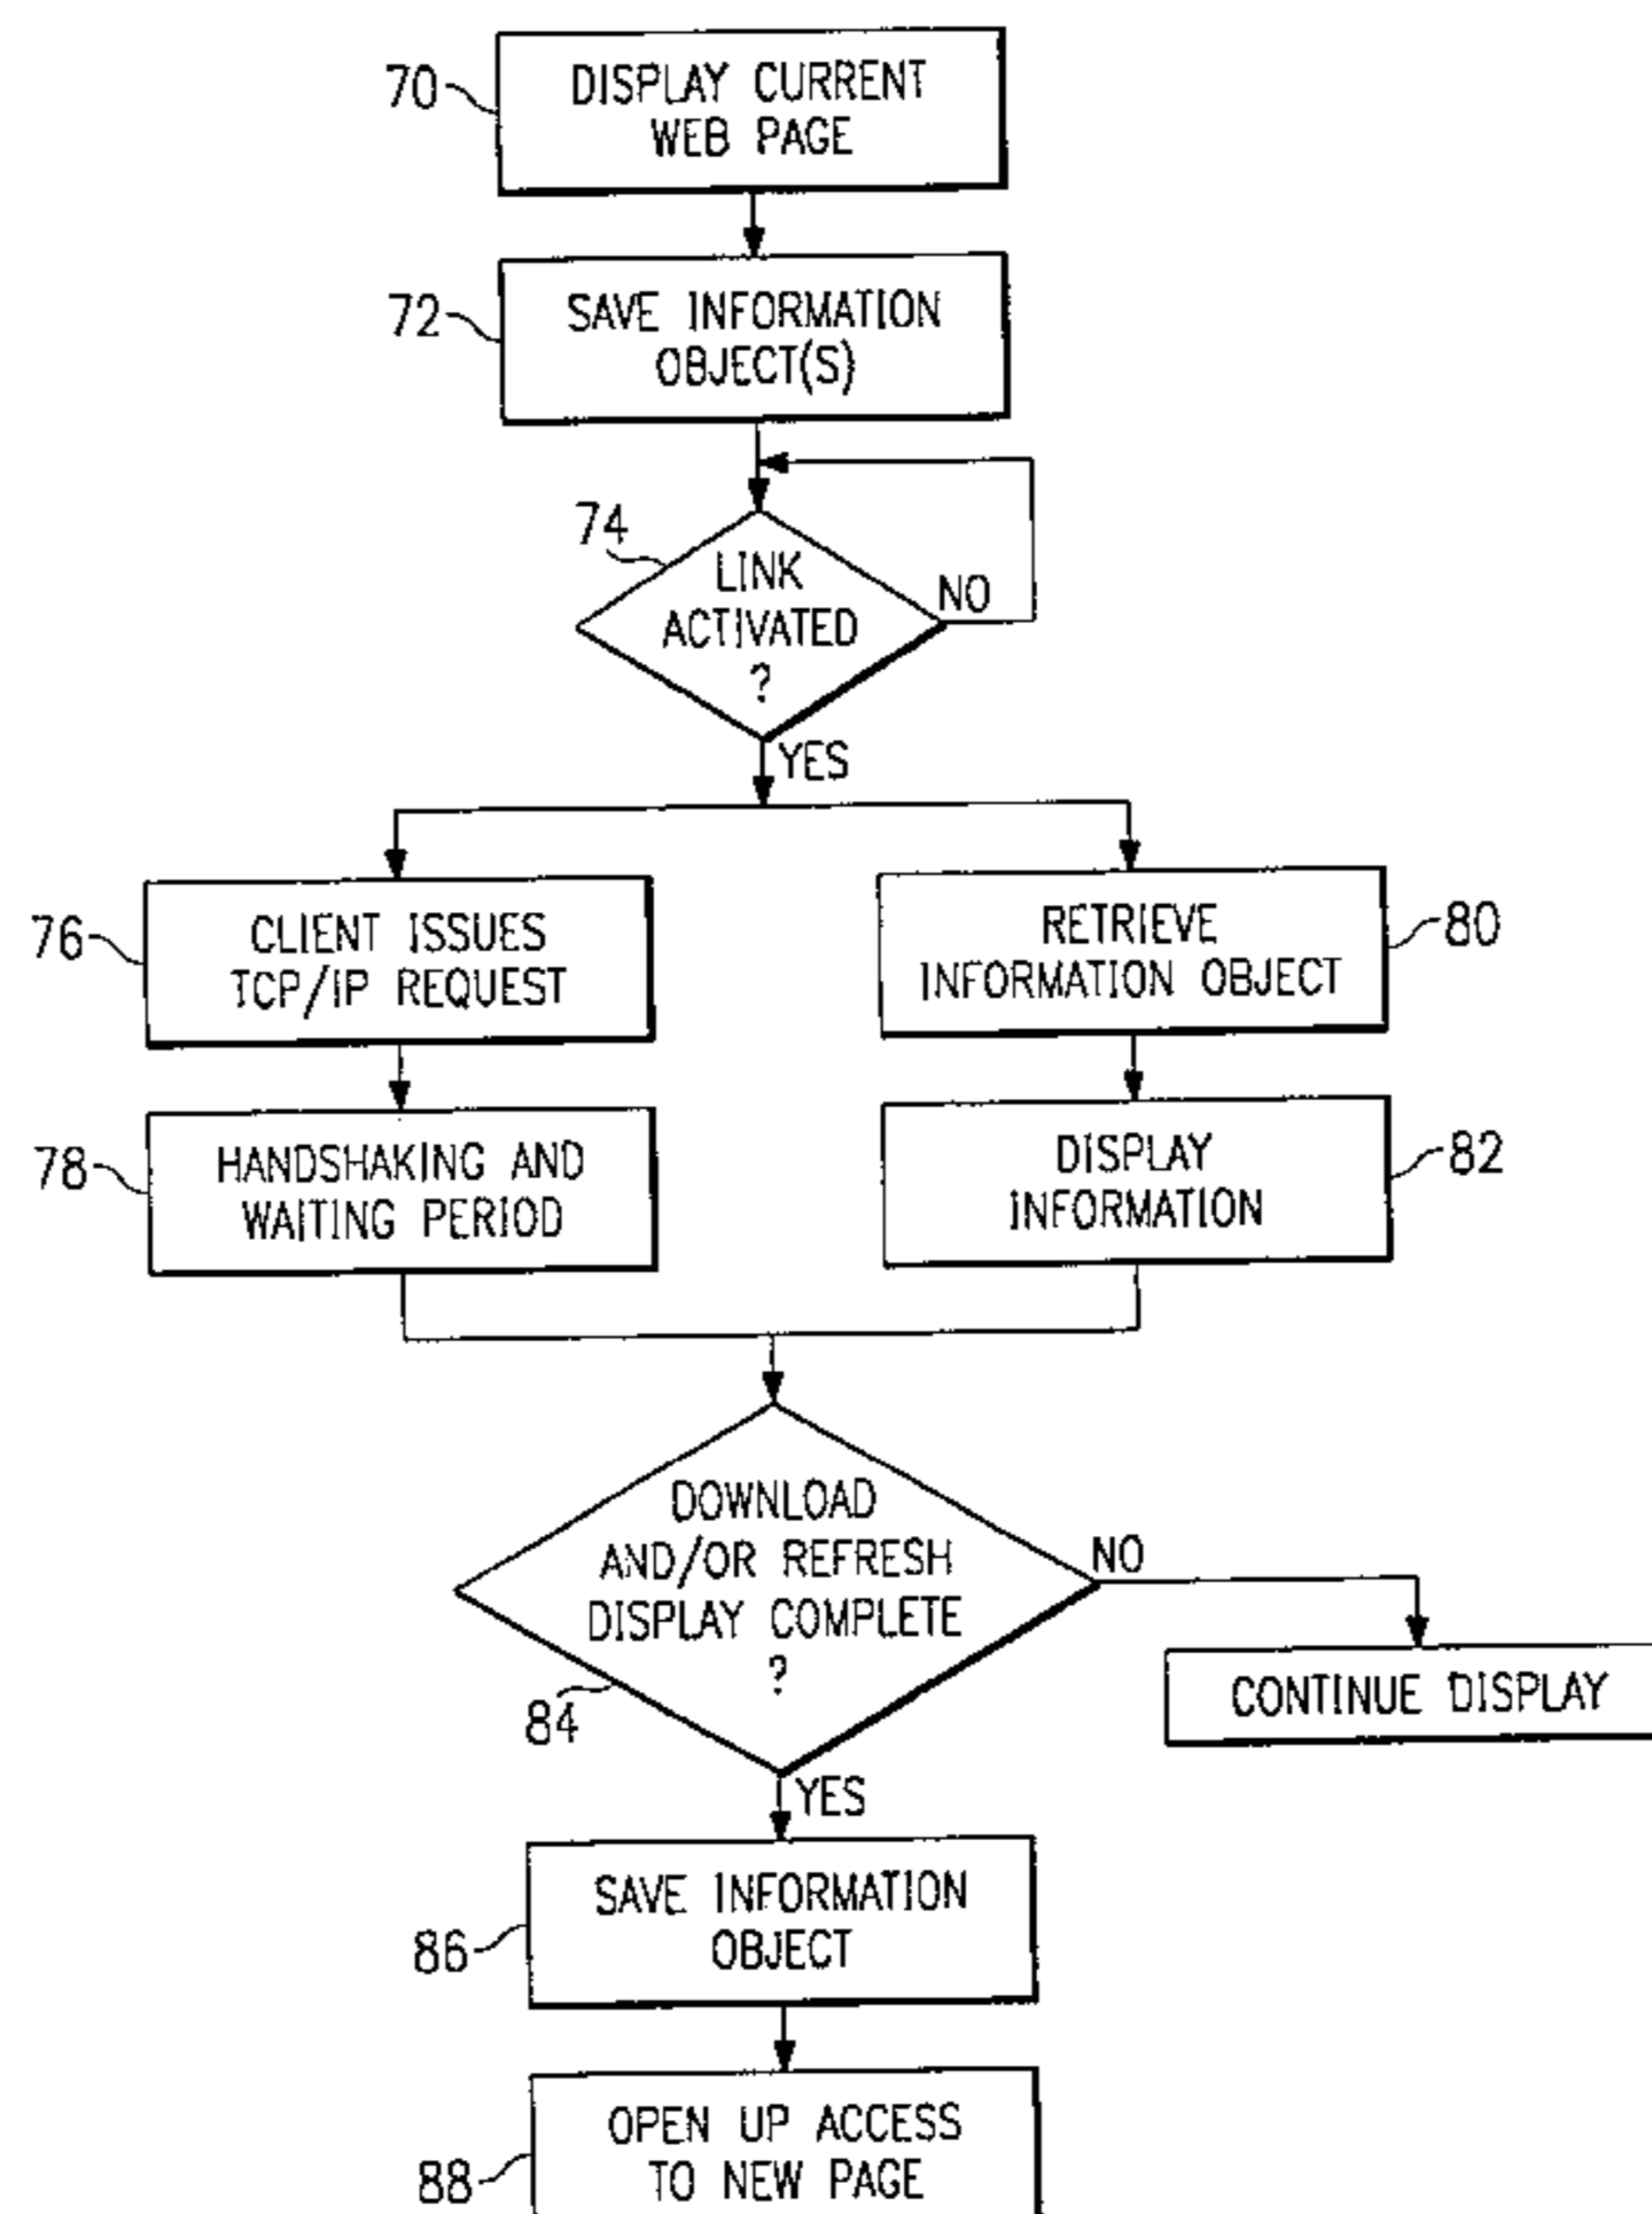 70
DISPLAY CURRENT
WEB PAGE
72
SAVE INFORMATION
OBJECT(S)
74
LINK
ACTIVATED
?
NO
YES
76
CLIENT ISSUES
TCP/IP REQUEST
RETRIEVE
INFORMATION OBJECT
80
78
HANDSHAKING AND
WAITING PERIOD
DISPLAY
INFORMATION
82
DOWNLOAD
AND/OR REFRESH
DISPLAY COMPLETE
?
84
NO
CONTINUE DISPLAY
YES
86
SAVE INFORMATION
OBJECT
88
OPEN UP ACCESS
TO NEW PAGE